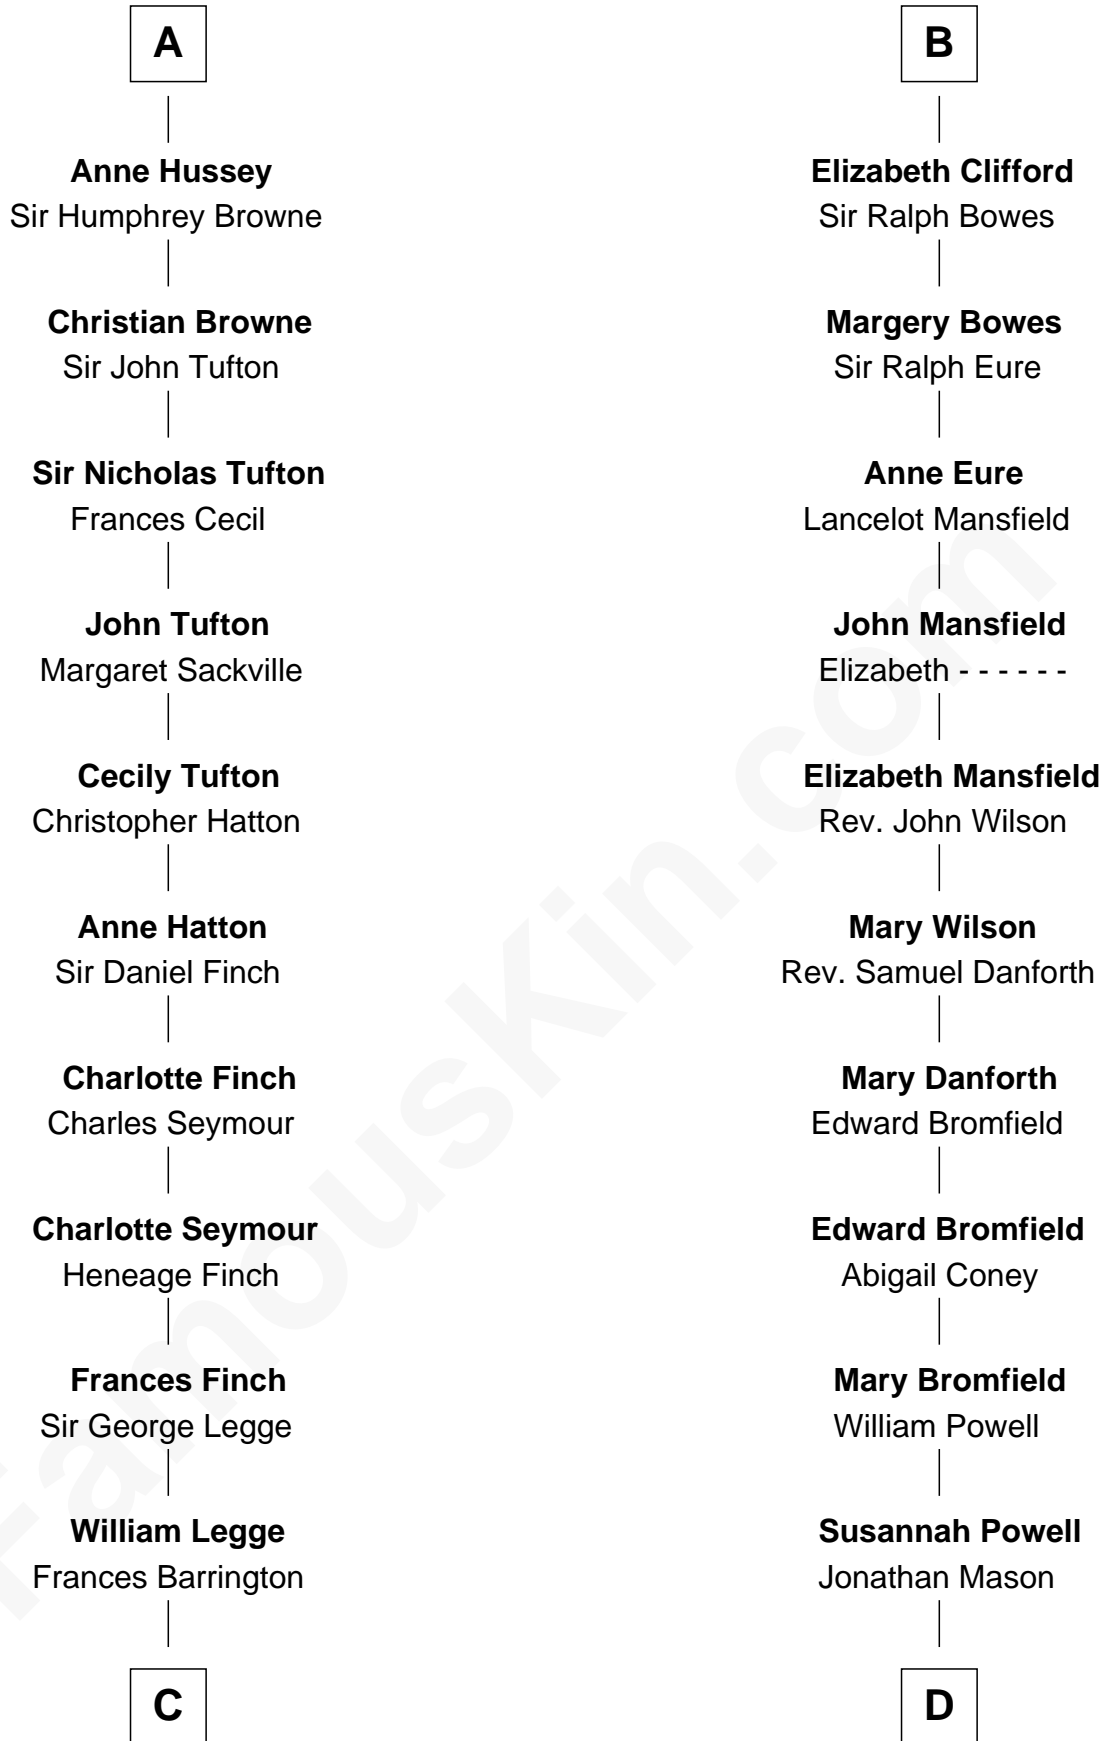 A
Anne Hussey
Sir Humphrey Browne
Christian Browne
Sir John Tufton
Sir Nicholas Tufton
Frances Cecil
John Tufton
Margaret Sackville
Cecily Tufton
Christopher Hatton
Anne Hatton
Sir Daniel Finch
Charlotte Finch
Charles Seymour
Charlotte Seymour
Heneage Finch
Frances Finch
Sir George Legge
William Legge
Frances Barrington
C
B
Elizabeth Clifford
Sir Ralph Bowes
Margery Bowes
Sir Ralph Eure
Anne Eure
Lancelot Mansfield
John Mansfield
Elizabeth - - - - - -
Elizabeth Mansfield
Rev. John Wilson
Mary Wilson
Rev. Samuel Danforth
Mary Danforth
Edward Bromfield
Edward Bromfield
Abigail Coney
Mary Bromfield
William Powell
Susannah Powell
Jonathan Mason
D
FamousKin.com